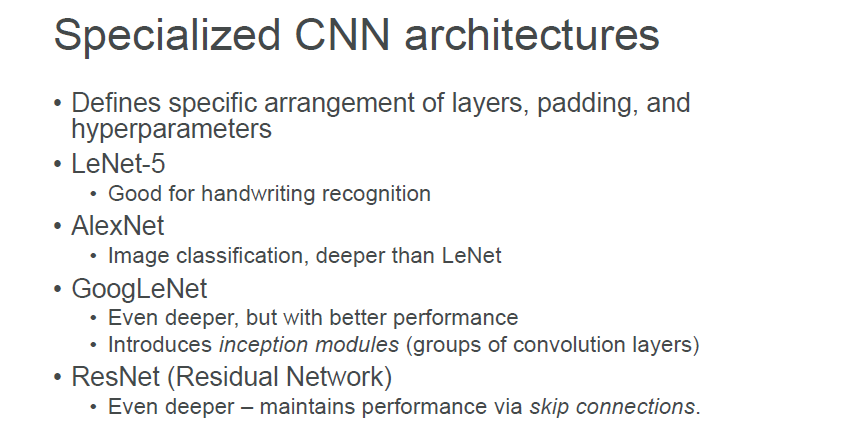 Specialized CNN architectures
• Defines specific arrangement of layers, padding, and
hyperparameters
• LeNet-5
• Good for handwriting recognition
• AlexNet
• Image classification, deeper than LeNet
• GoogLeNet
• Even deeper, but with better performance
• Introduces inception modules (groups of convolution layers)
• ResNet (Residual Network)
• Even deeper – maintains performance via skip connections.